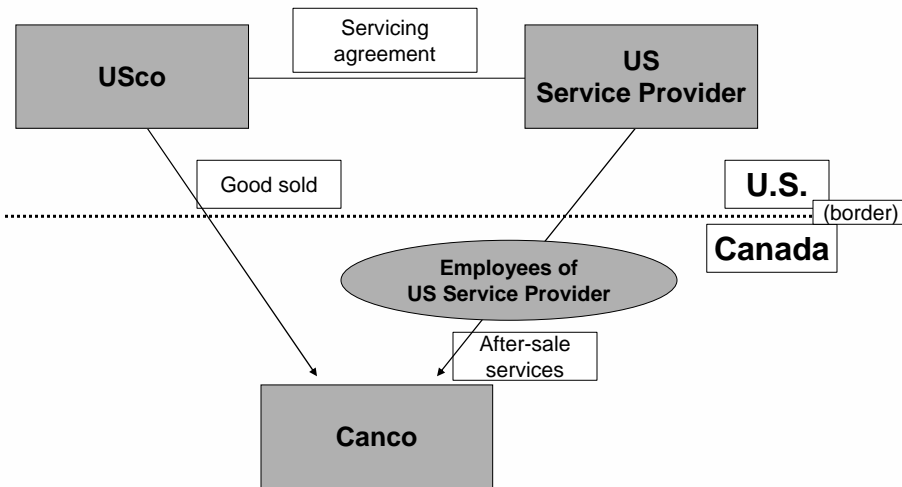 USco
Servicing
agreement
US
Service Provider
Good sold
U.S.
(border)
Canada
Employees of
US Service Provider
After-sale
services
Canco